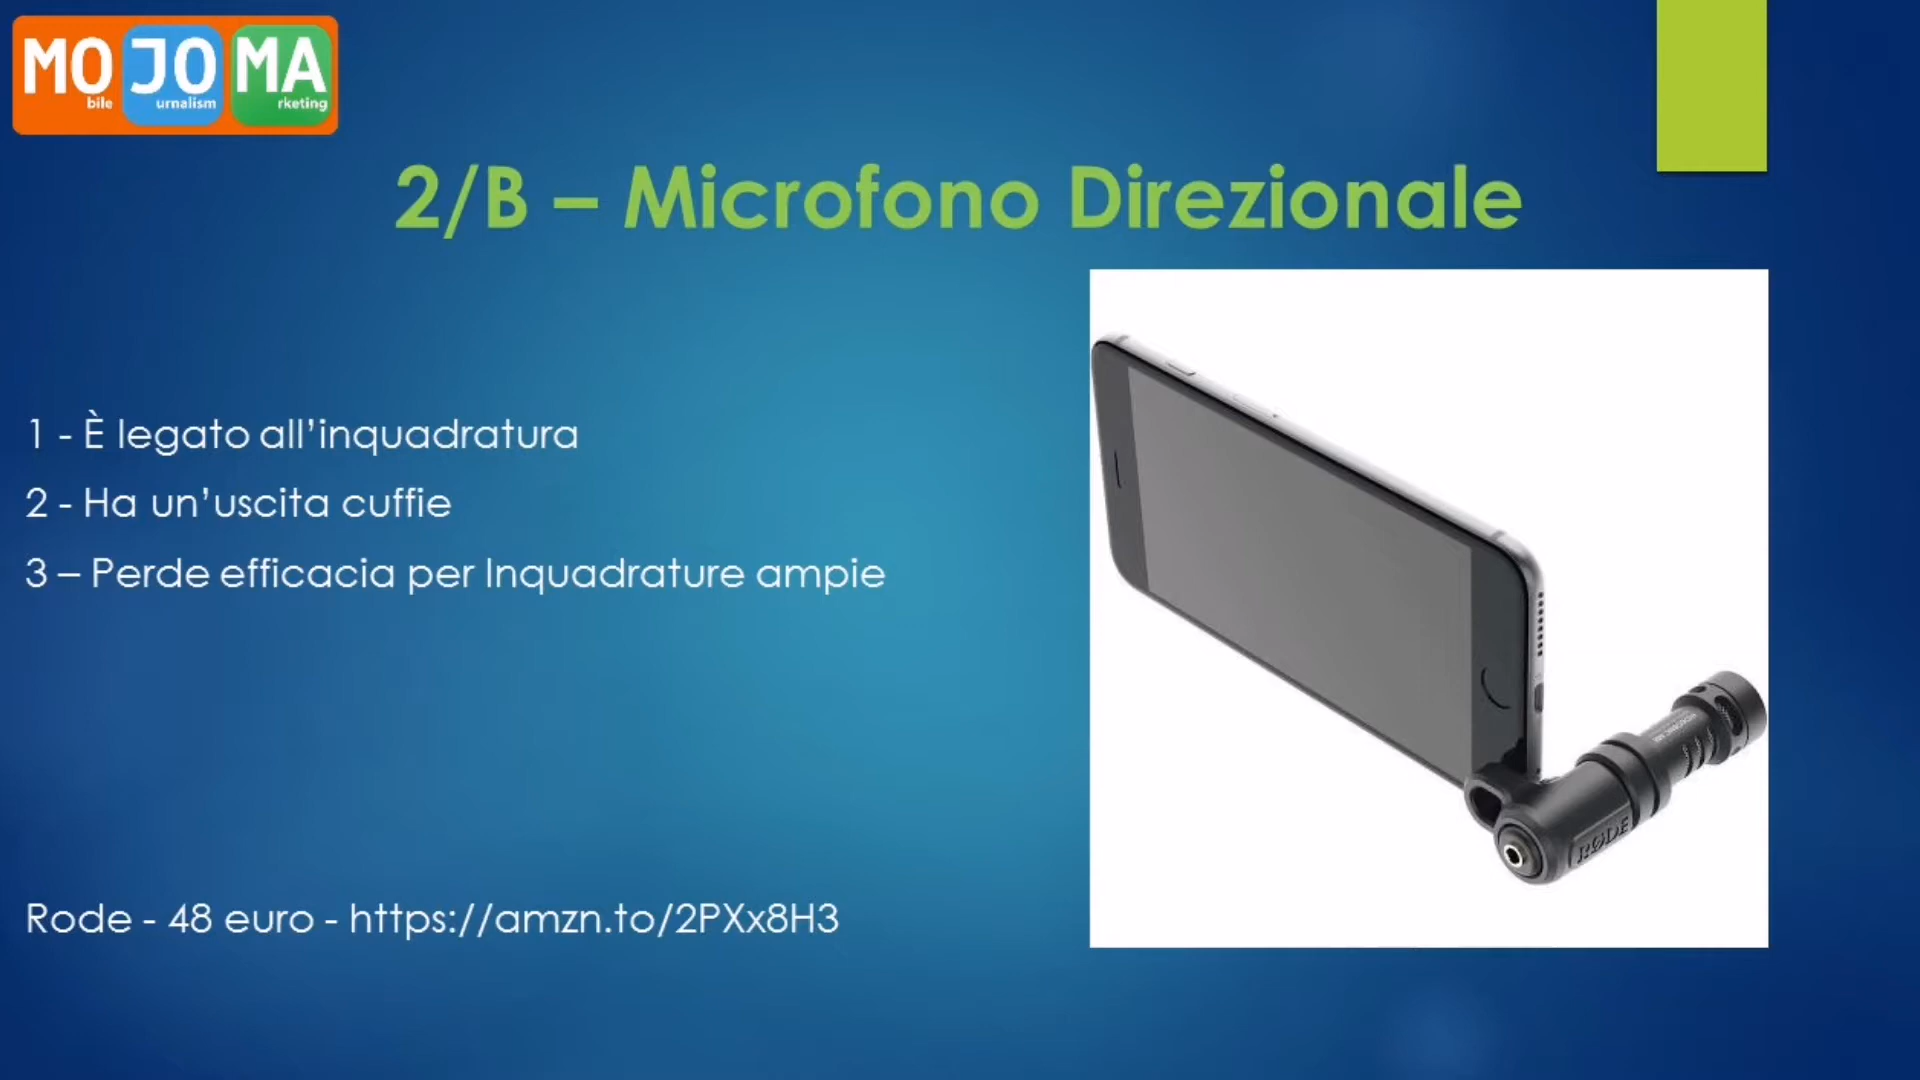 MO JO MA
bile urnalism rketing
2/B – Microfono Direzionale
1 - È legato all’inquadratura
2 - Ha un’uscita cuffie
3 – Perde efficacia per Inquadrature ampie
RØDE
Rode - 48 euro - https://amzn.to/2PXx8H3